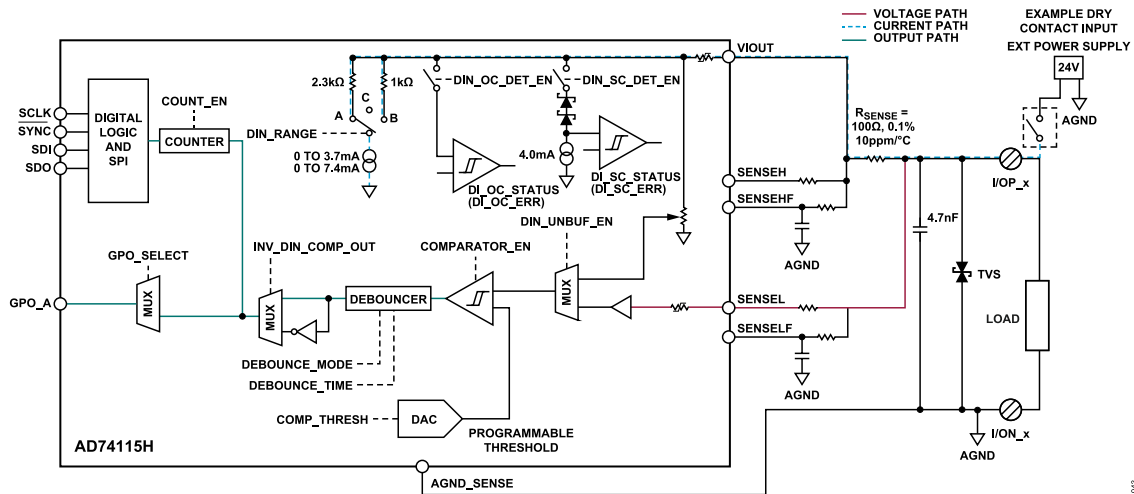 VOLTAGE PATH
CURRENT PATH
OUTPUT PATH
EXAMPLE DRY
CONTACT INPUT
EXT POWER SUPPLY
24V
AGND
VIOUT
2.3kΩ
1kΩ
C
A
B
DIN_OC_DET_EN
DIN_SC_DET_EN
SCLK
SYNC
SDI
SDO
DIGITAL
LOGIC
AND
SPI
COUNT_EN
COUNTER
DIN_RANGE
0 TO 3.7mA
0 TO 7.4mA
4.0mA
DI_OC_STATUS
(DI_OC_ERR)
DI_SC_STATUS
(DI_SC_ERR)
RSENSE =
100Ω, 0.1%
10ppm/°C
I/OP_x
SENSEH
SENSEHF
AGND
4.7nF
TVS
LOAD
GPO_SELECT
INV_DIN_COMP_OUT
COMPARATOR_EN
DIN_UNBUF_EN
GPO_A
MUX
MUX
DEBOUNCER
MUX
SENSEL
SENSELF
AGND
DEBOUNCE_MODE
DEBOUNCE_TIME
COMP_THRESH
DAC
PROGRAMMABLE
THRESHOLD
AD74115H
AGND_SENSE
AGND
I/ON_x